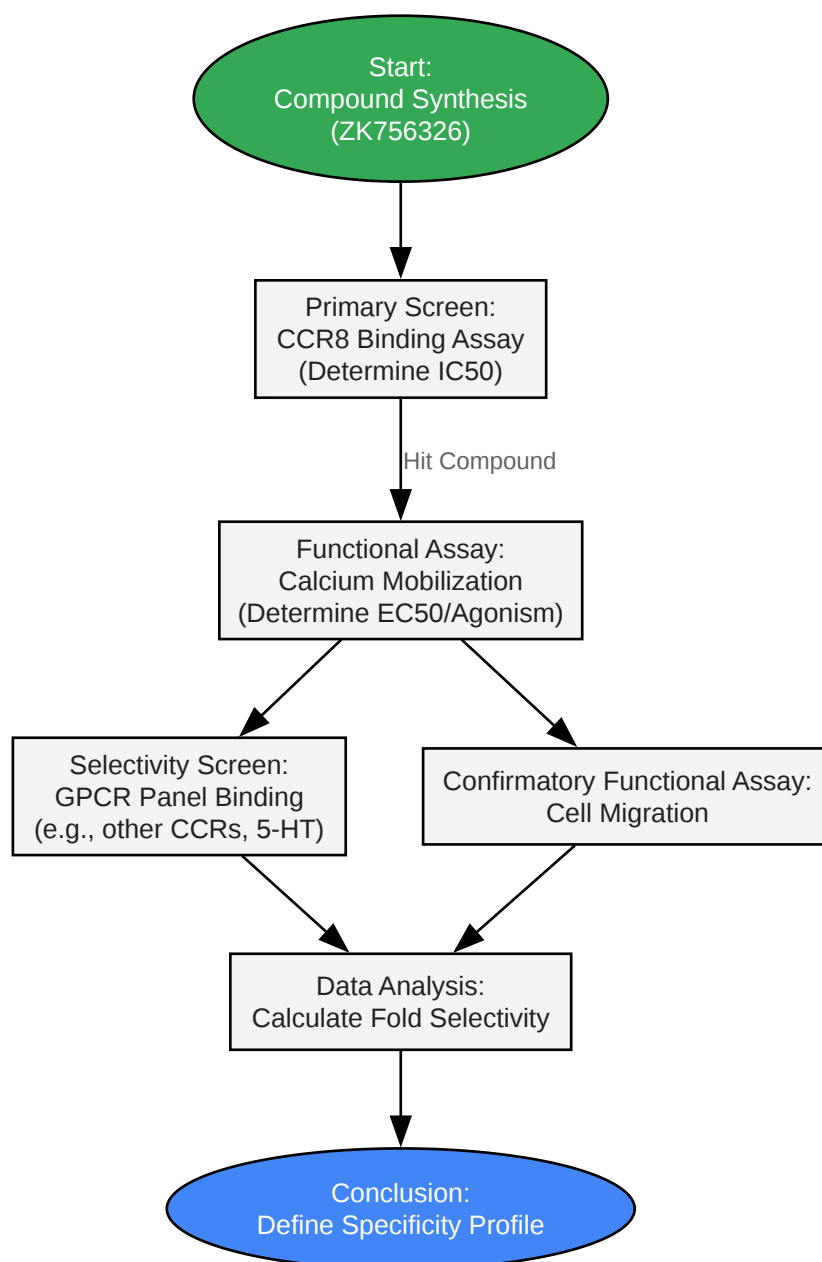 Start:
Compound Synthesis
(ZK756326)
Primary Screen:
CCR8 Binding Assay
(Determine IC50)
Hit Compound
Functional Assay:
Calcium Mobilization
(Determine EC50/Agonism)
Selectivity Screen:
GPCR Panel Binding
(e.g., other CCRs, 5-HT)
Confirmatory Functional Assay:
Cell Migration
Data Analysis:
Calculate Fold Selectivity
Conclusion:
Define Specificity Profile